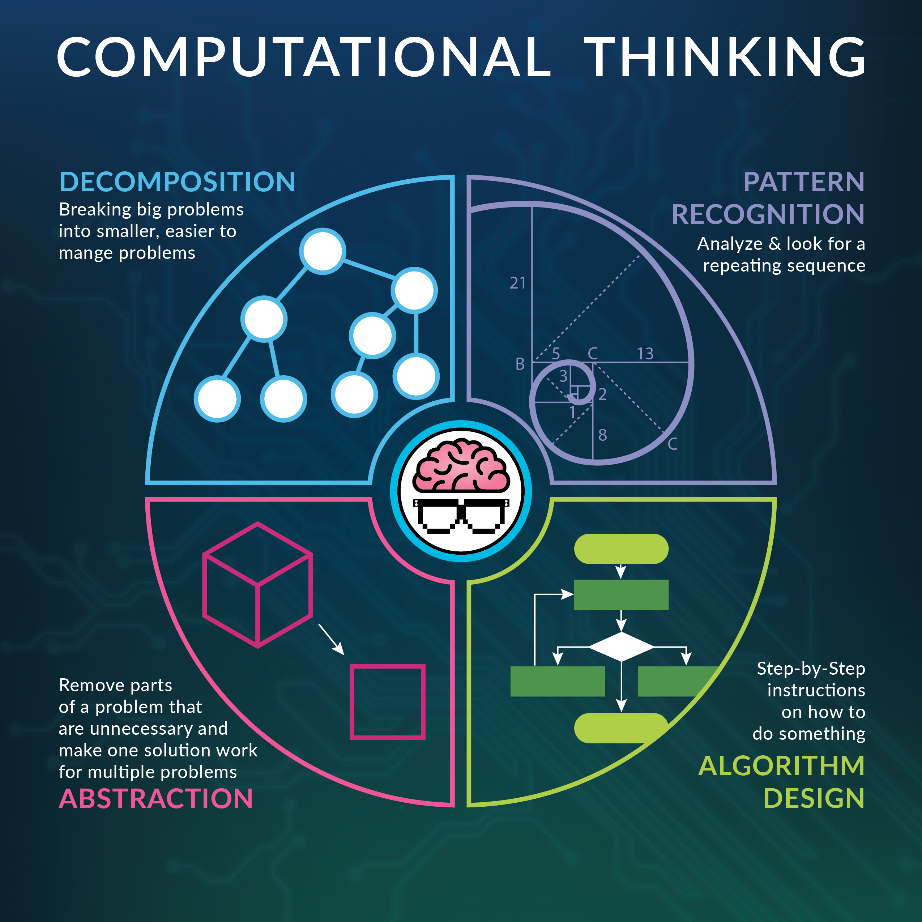 COMPUTATIONAL THINKING
DECOMPOSITION
Breaking big problems
into smaller, easier to
mange problems
PATTERN
RECOGNITION
Analyze & look for a
repeating sequence
21
B
5
C
13
3
2
1
8
C
Remove parts
of a problem that
are unnecessary and
make one solution work
for multiple problems
ABSTRACTION
Step-by-Step
instructions
on how to
do something
ALGORITHM
DESIGN